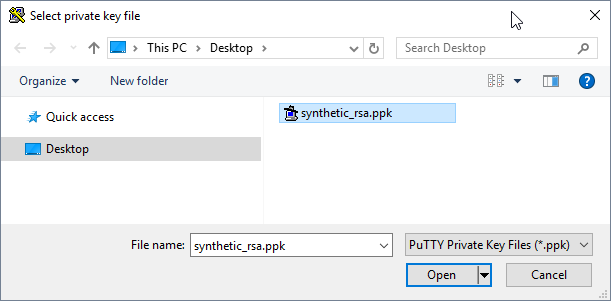 Select private key file
This PC > Desktop >
Search Desktop
Organize
New folder
Quick access
synthetic_rsa.ppk
Desktop
File name: synthetic_rsa.ppk
PuTTY Private Key Files (*.ppk)
Open
Cancel